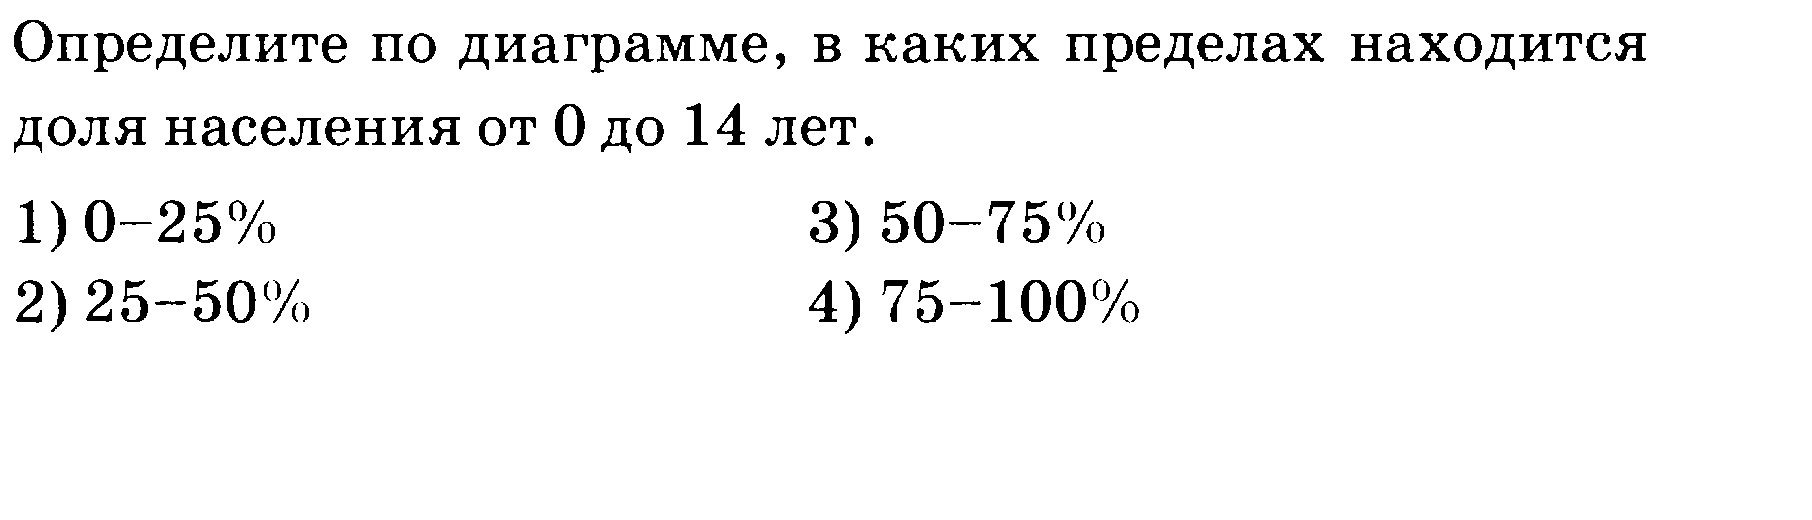 Определите по диаграмме, в каких пределах находится
доля населения от 0 до 14 лет.
1) 0–25% 3) 50–75%
2) 25–50% 4) 75–100%